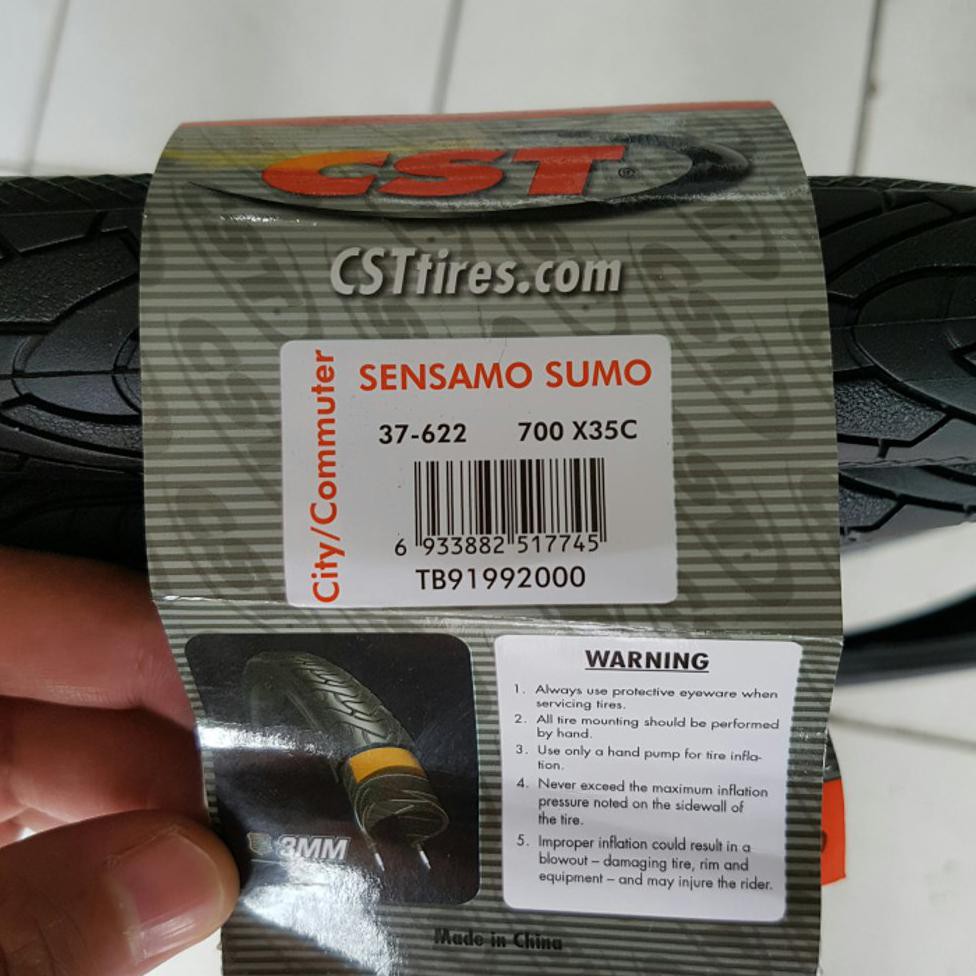 CST®
CSTtires.com
City/Commuter
SENSAMO SUMO
37-622 700 X35C
6 933882 517745
TB91992000
3MM
WARNING
1. Always use protective eyeware when
servicing tires.
2. All tire mounting should be performed
by hand.
3. Use only a hand pump for tire infla-
tion.
4. Never exceed the maximum inflation
pressure noted on the sidewall of
the tire.
5. Improper inflation could result in a
blowout – damaging tire, rim and
equipment – and may injure the rider.
Made in China